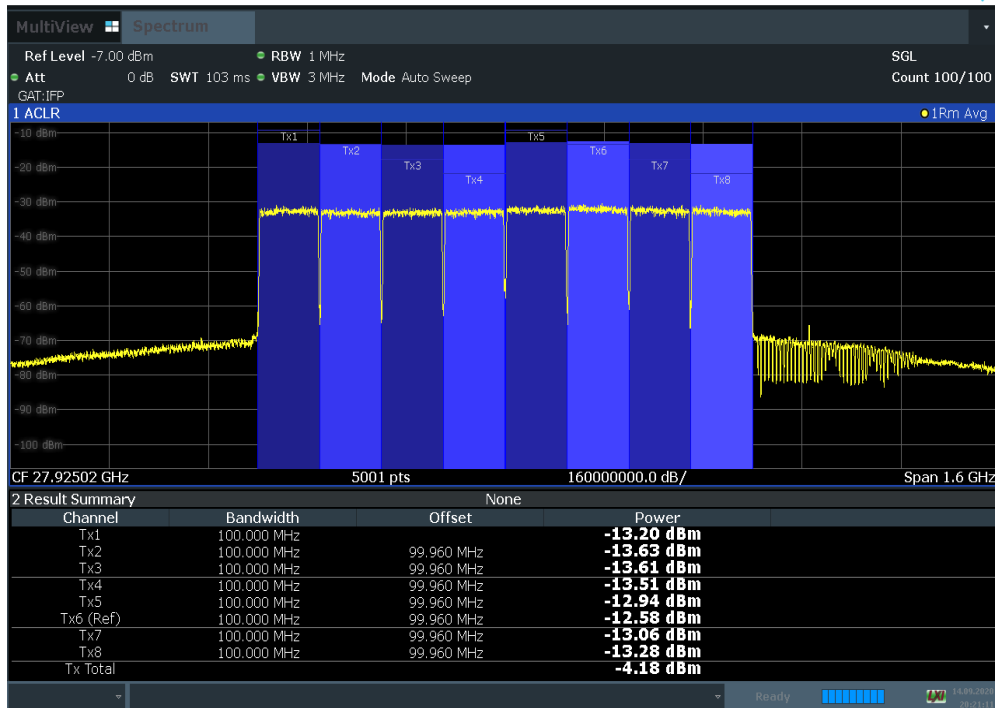 MultiView Spectrum
Ref Level -7.00 dBm RBW 1 MHz SGL
Att 0 dB SWT 103 ms VBW 3 MHz Mode Auto Sweep Count 100/100
GAT:IFP
1 ACLR 1Rm Avg
-10 dBm
Tx1 Tx5
Tx2 Tx6
-20 dBm Tx3 Tx7
Tx4 Tx8
-30 dBm
-40 dBm
-50 dBm
-60 dBm
-70 dBm
-80 dBm
-90 dBm
-100 dBm
CF 27.92502 GHz 5001 pts 160000000.0 dB/ Span 1.6 GHz
2 Result Summary None
Channel Bandwidth Offset Power
Tx1 100.000 MHz -13.20 dBm
Tx2 100.000 MHz 99.960 MHz -13.63 dBm
Tx3 100.000 MHz 99.960 MHz -13.61 dBm
Tx4 100.000 MHz 99.960 MHz -13.51 dBm
Tx5 100.000 MHz 99.960 MHz -12.94 dBm
Tx6 (Ref) 100.000 MHz 99.960 MHz -12.58 dBm
Tx7 100.000 MHz 99.960 MHz -13.06 dBm
Tx8 100.000 MHz 99.960 MHz -13.28 dBm
Tx Total -4.18 dBm
Ready LXI 14.09.2020
20:21:11